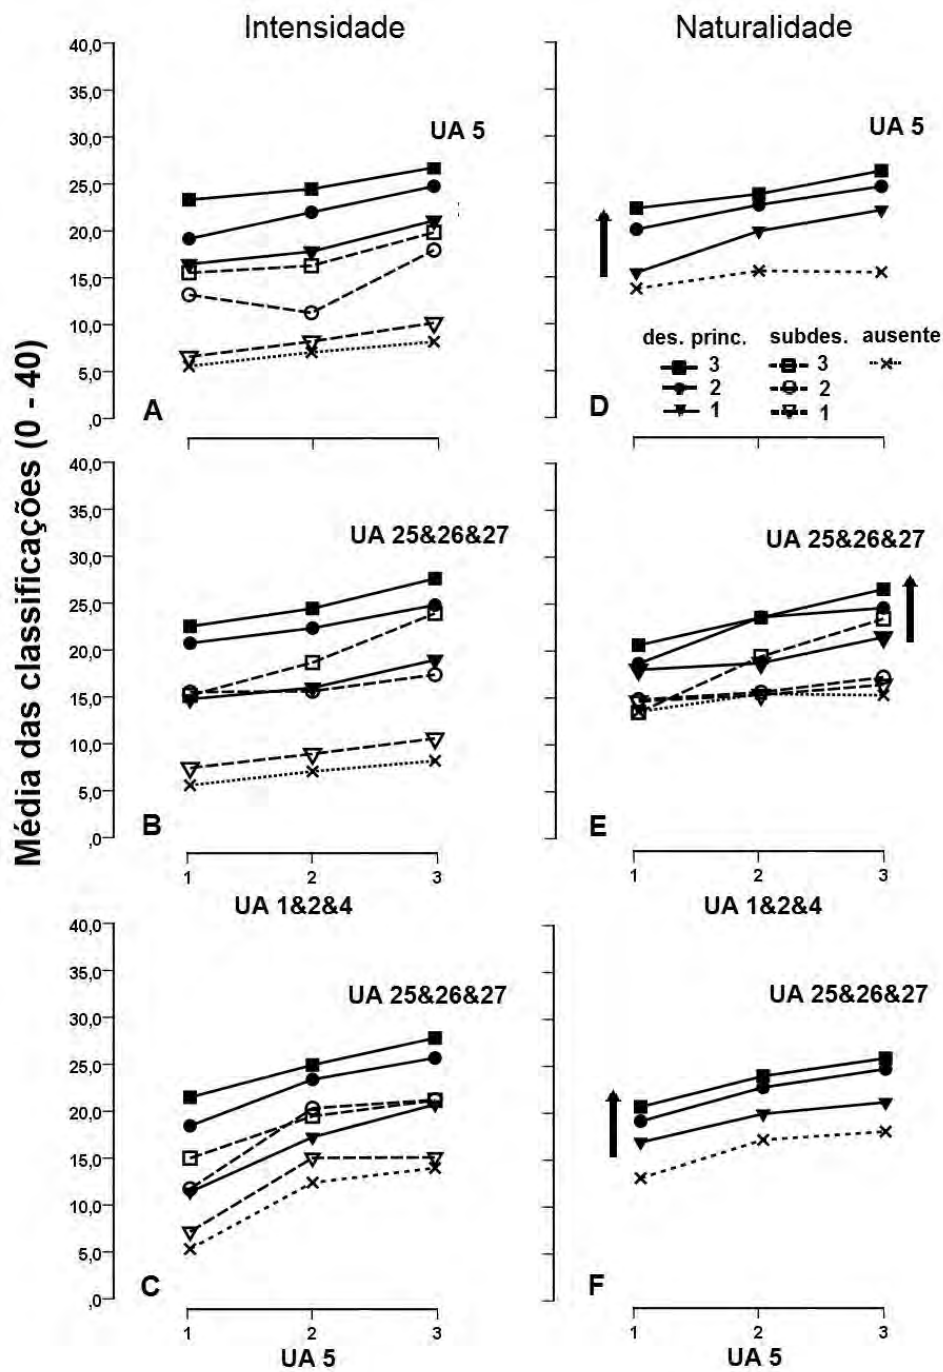 Intensidade
Naturalidade
Média das classificações (0 - 40)
40,0
35,0
30,0
25,0
20,0
15,0
10,0
5,0
,0
UA 5
A
UA 5
des. princ. subdes. ausente
3 3
2 2
1 1
D
40,0
35,0
30,0
25,0
20,0
15,0
10,0
5,0
,0
UA 25&26&27
B
1 2 3
UA 1&2&4
UA 25&26&27
E
1 2 3
UA 1&2&4
40,0
35,0
30,0
25,0
20,0
15,0
10,0
5,0
,0
UA 25&26&27
C
1 2 3
UA 5
UA 25&26&27
F
1 2 3
UA 5